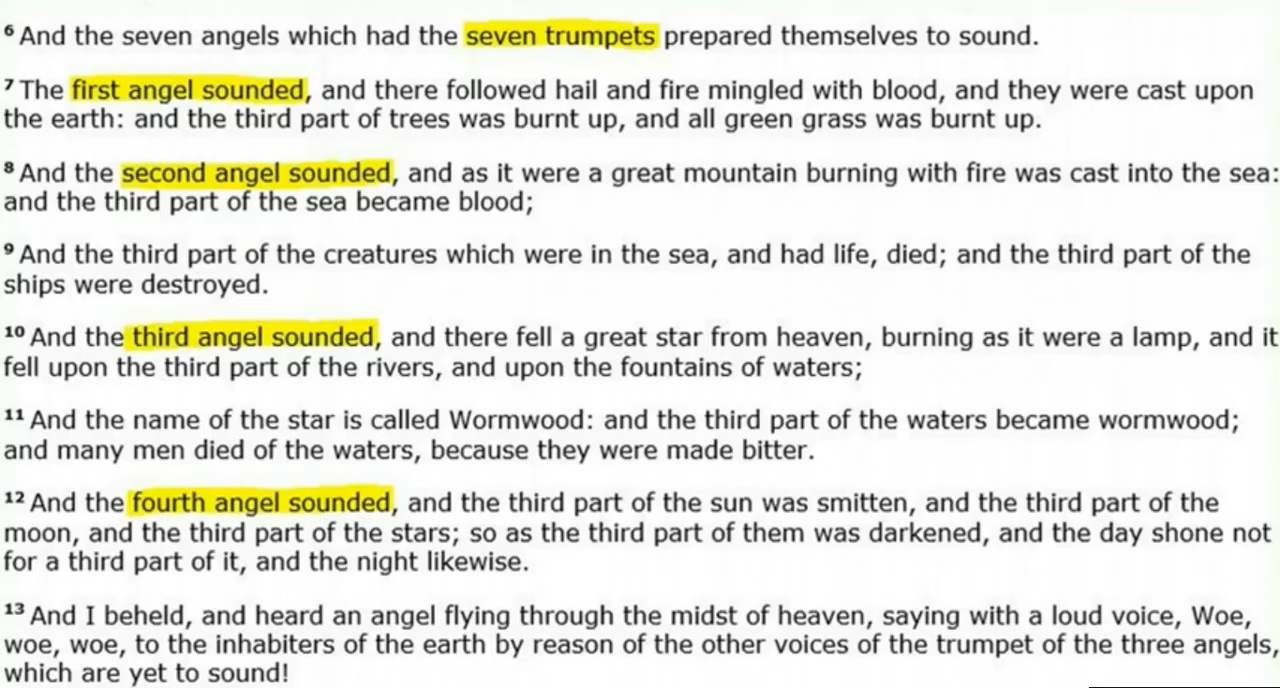 6 And the seven angels which had the seven trumpets prepared themselves to sound.
7 The first angel sounded, and there followed hail and fire mingled with blood, and they were cast upon
the earth: and the third part of trees was burnt up, and all green grass was burnt up.
8 And the second angel sounded, and as it were a great mountain burning with fire was cast into the sea:
and the third part of the sea became blood;
9 And the third part of the creatures which were in the sea, and had life, died; and the third part of the
ships were destroyed.
10 And the third angel sounded, and there fell a great star from heaven, burning as it were a lamp, and it
fell upon the third part of the rivers, and upon the fountains of waters;
11 And the name of the star is called Wormwood: and the third part of the waters became wormwood;
and many men died of the waters, because they were made bitter.
12 And the fourth angel sounded, and the third part of the sun was smitten, and the third part of the
moon, and the third part of the stars; so as the third part of them was darkened, and the day shone not
for a third part of it, and the night likewise.
13 And I beheld, and heard an angel flying through the midst of heaven, saying with a loud voice, Woe,
woe, woe, to the inhabiters of the earth by reason of the other voices of the trumpet of the three angels,
which are yet to sound!